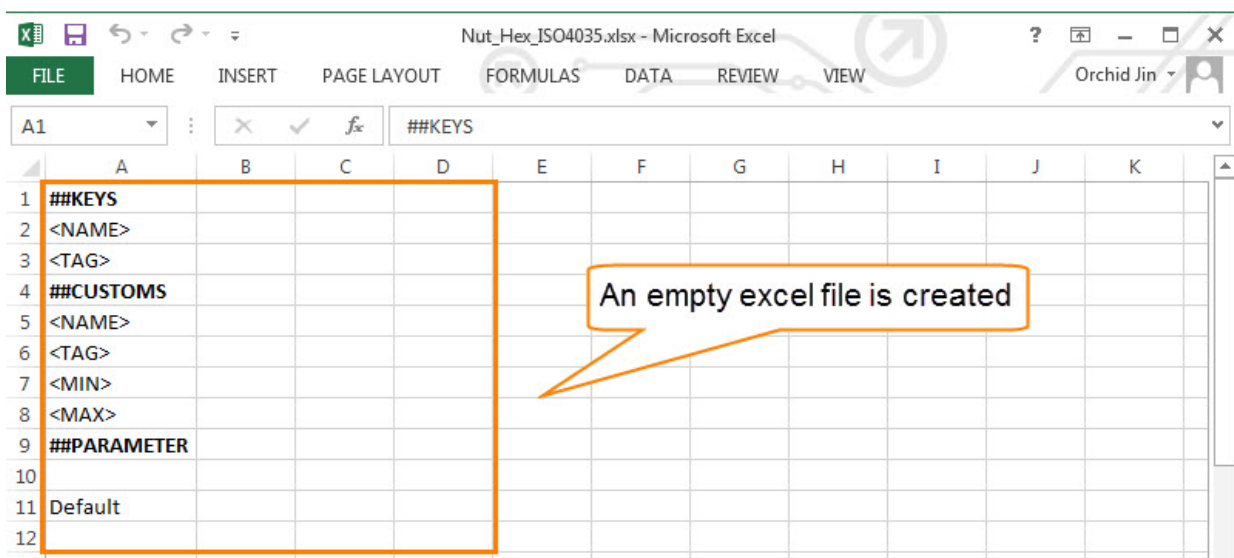 Nut_Hex_ISO4035.xlsx - Microsoft Excel ?
FILE HOME INSERT PAGE LAYOUT FORMULAS DATA REVIEW VIEW Orchid Jin
A1 fx ##KEYS
A B C D E F G H I J K
1 ##KEYS
2 <NAME>
3 <TAG>
4 ##CUSTOMS
An empty excel file is created
5 <NAME>
6 <TAG>
7 <MIN>
8 <MAX>
9 ##PARAMETER
10
11 Default
12